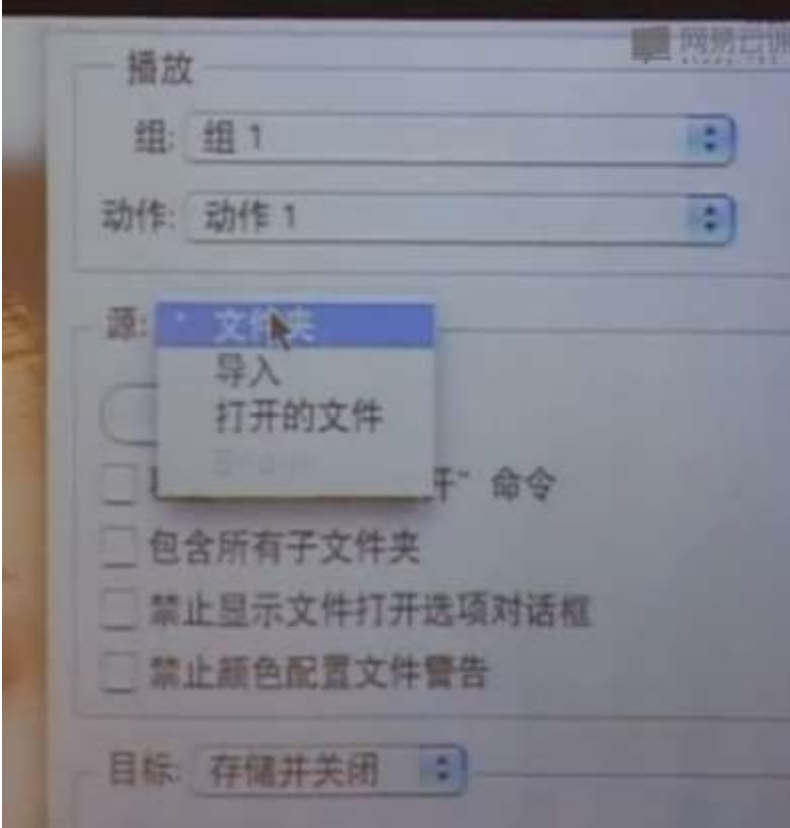 网易云课
播放
组: 组 1
动作: 动作 1
源: 文件夹
导入
打开的文件
开” 命令
包含所有子文件夹
禁止显示文件打开选项对话框
禁止颜色配置文件警告
目标: 存储并关闭